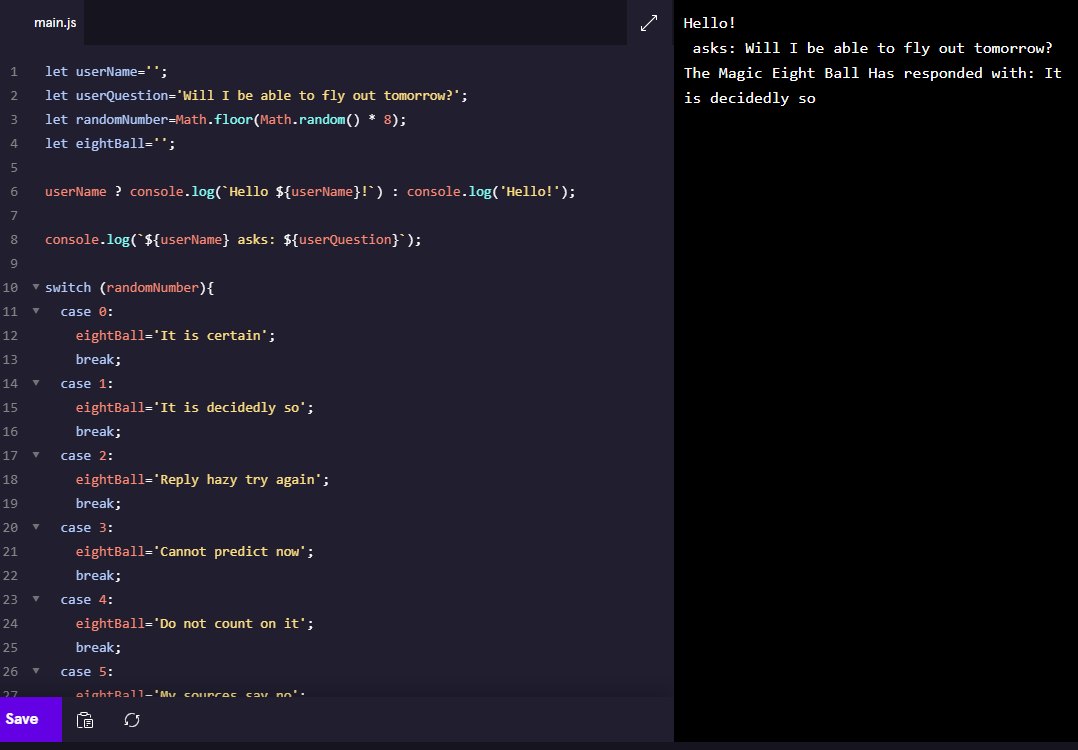 main.js
1 let userName='';
2 let userQuestion='Will I be able to fly out tomorrow?';
3 let randomNumber=Math.floor(Math.random() * 8);
4 let eightBall='';
5
6 userName ? console.log(`Hello ${userName}!`) : console.log('Hello!');
7
8 console.log(`${userName} asks: ${userQuestion}`);
9
10 switch (randomNumber){
11 case 0:
12 eightBall='It is certain';
13 break;
14 case 1:
15 eightBall='It is decidedly so';
16 break;
17 case 2:
18 eightBall='Reply hazy try again';
19 break;
20 case 3:
21 eightBall='Cannot predict now';
22 break;
23 case 4:
24 eightBall='Do not count on it';
25 break;
26 case 5:
27 eightBall='My sources say no';
Save
Hello!
asks: Will I be able to fly out tomorrow?
The Magic Eight Ball Has responded with: It
is decidedly so